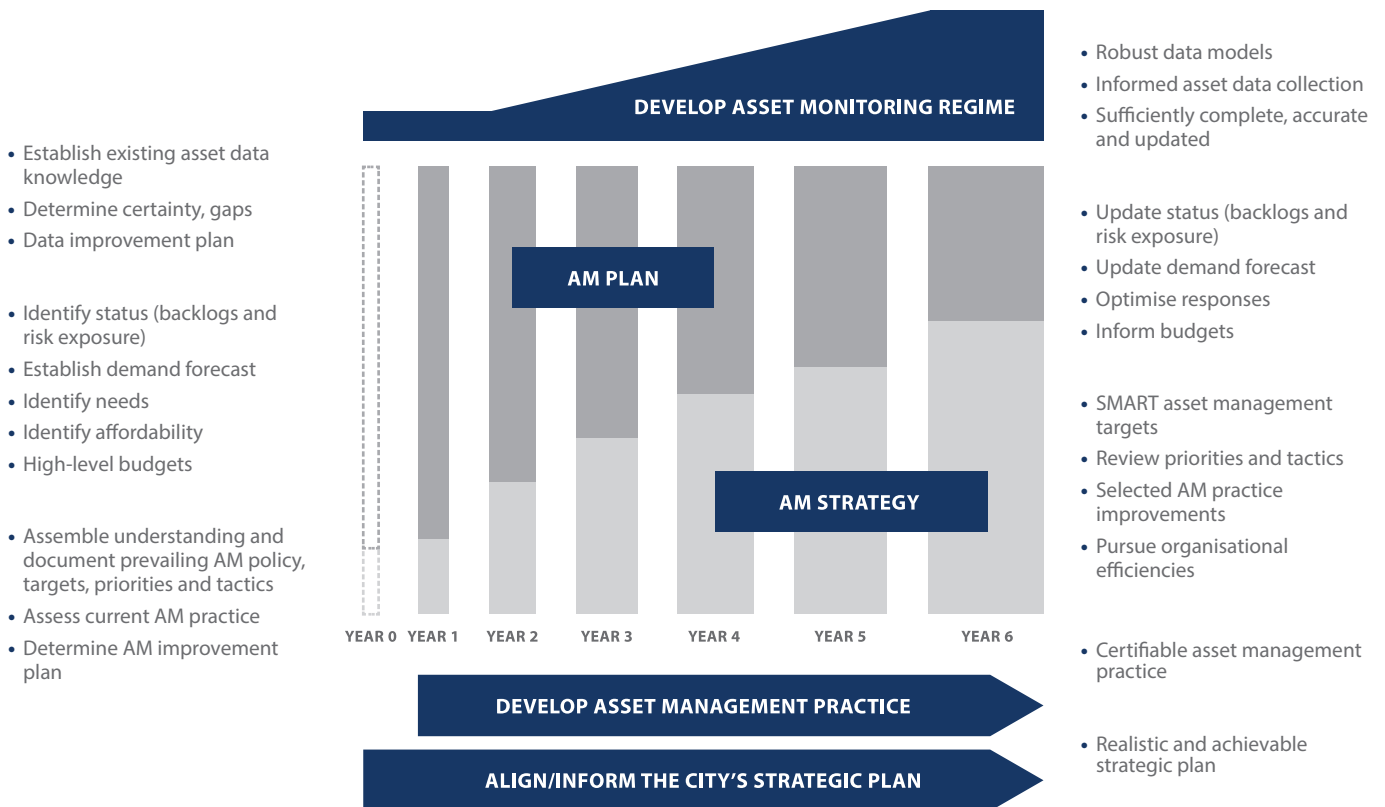 DEVELOP ASSET MONITORING REGIME
• Establish existing asset data
knowledge
• Determine certainty, gaps
• Data improvement plan
• Identify status (backlogs and
risk exposure)
• Establish demand forecast
• Identify needs
• Identify affordability
• High-level budgets
• Assemble understanding and
document prevailing AM policy,
targets, priorities and tactics
• Assess current AM practice
• Determine AM improvement
plan
AM PLAN
AM STRATEGY
YEAR 0 YEAR 1 YEAR 2 YEAR 3 YEAR 4 YEAR 5 YEAR 6
DEVELOP ASSET MANAGEMENT PRACTICE
ALIGN/INFORM THE CITY'S STRATEGIC PLAN
• Robust data models
• Informed asset data collection
• Sufficiently complete, accurate
and updated
• Update status (backlogs and
risk exposure)
• Update demand forecast
• Optimise responses
• Inform budgets
• SMART asset management
targets
• Review priorities and tactics
• Selected AM practice
improvements
• Pursue organisational
efficiencies
• Certifiable asset management
practice
• Realistic and achievable
strategic plan